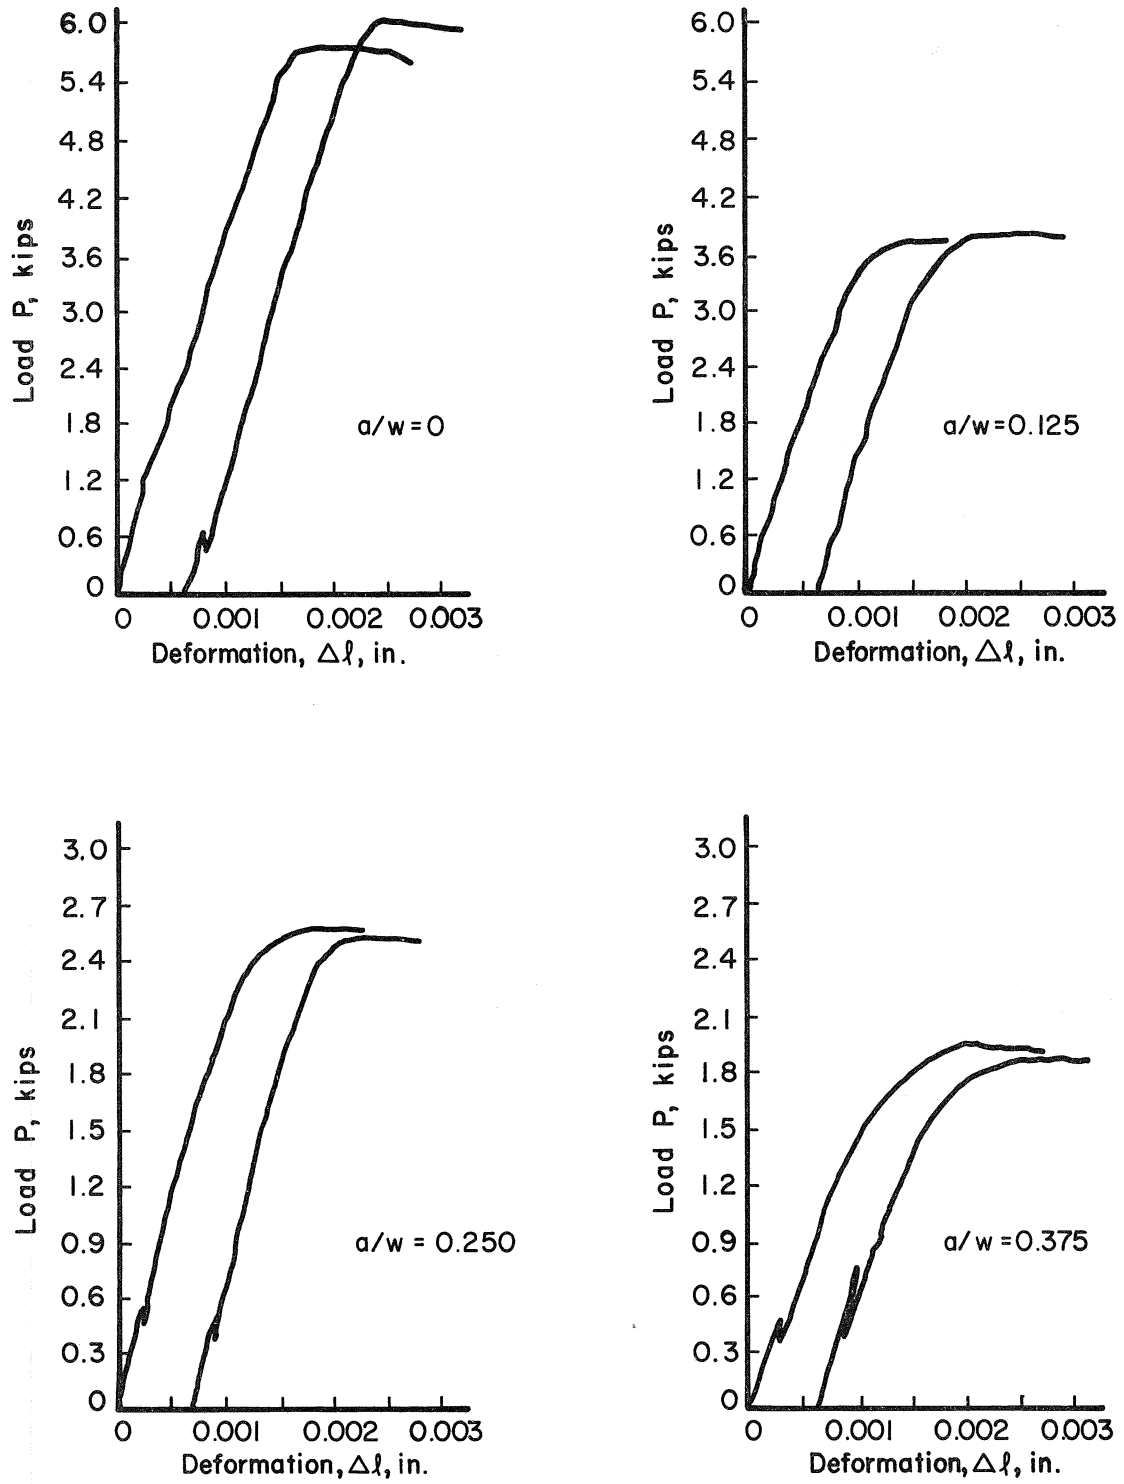 6.0
5.4
4.8
4.2
3.6
3.0
2.4
1.8
1.2
0.6
0
Load P, kips
a/w = 0
0 0.001 0.002 0.003
Deformation, Δℓ, in.
6.0
5.4
4.8
4.2
3.6
3.0
2.4
1.8
1.2
0.6
0
Load P, kips
a/w = 0.125
0 0.001 0.002 0.003
Deformation, Δℓ, in.
3.0
2.7
2.4
2.1
1.8
1.5
1.2
0.9
0.6
0.3
0
Load P, kips
a/w = 0.250
0 0.001 0.002 0.003
Deformation, Δℓ, in.
3.0
2.7
2.4
2.1
1.8
1.5
1.2
0.9
0.6
0.3
0
Load P, kips
a/w = 0.375
0 0.001 0.002 0.003
Deformation, Δℓ, in.